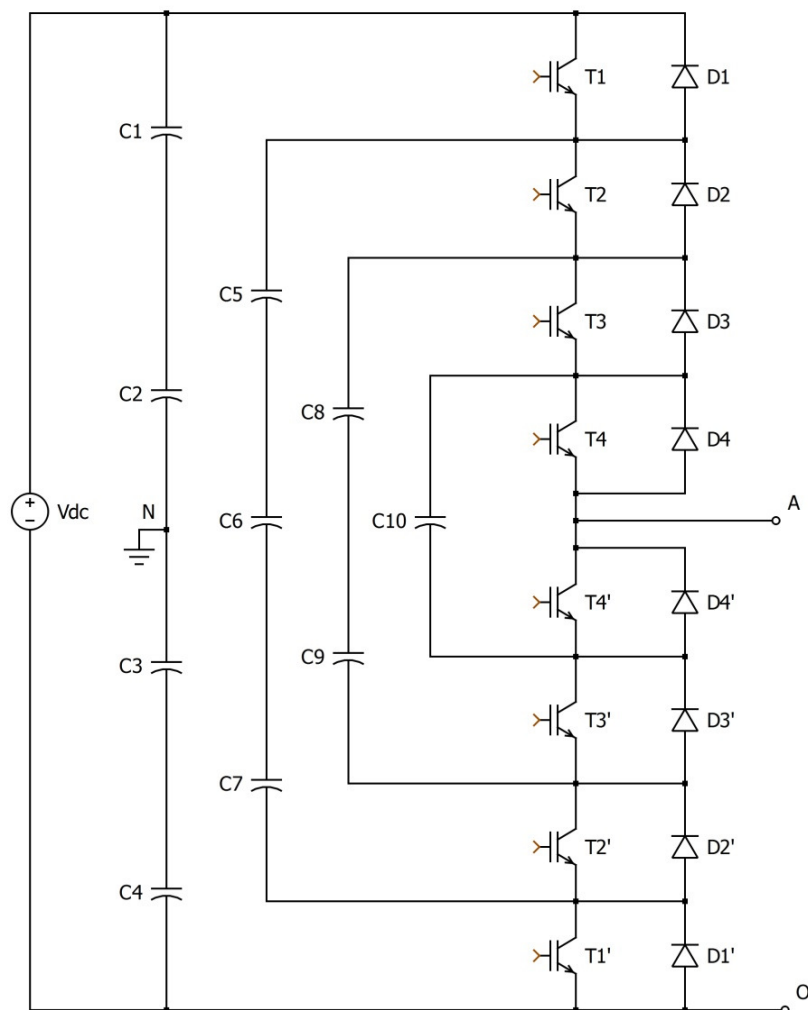 T1 D1
C1
T2 D2
C5
T3 D3
C2
C8
T4 D4
Vdc N A
C6 C10
T4' D4'
C3 C9
T3' D3'
C7
T2' D2'
C4
T1' D1'
O